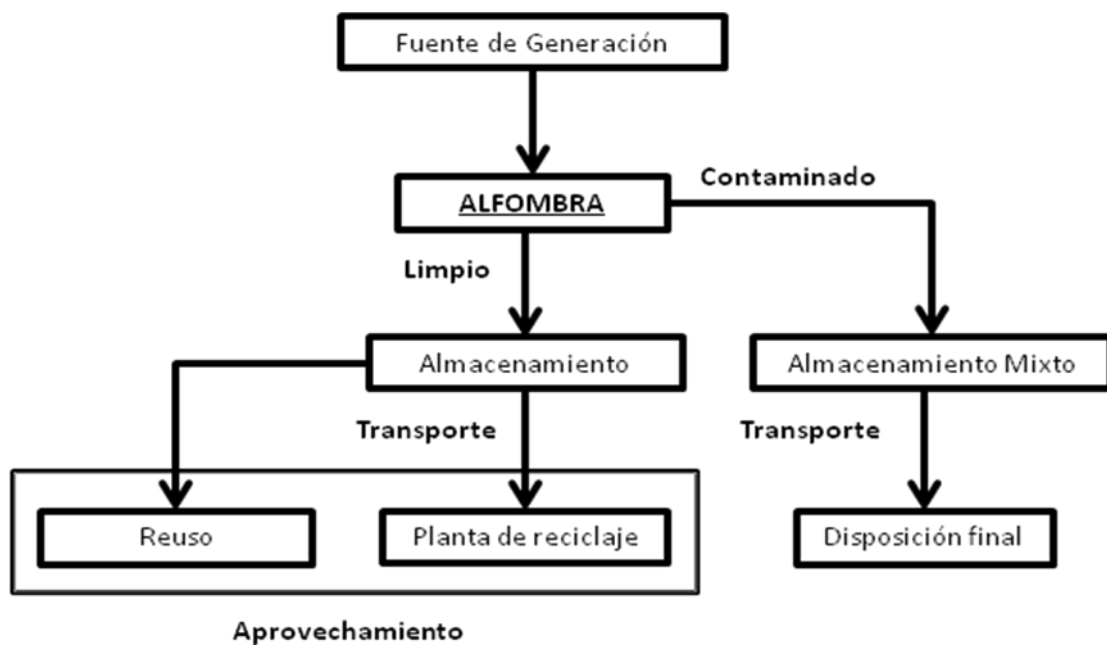 Fuente de Generación
Contaminado
ALFOMBRA
Limpio
Almacenamiento
Almacenamiento Mixto
Transporte
Transporte
Reuso
Planta de reciclaje
Disposición final
Aprovechamiento